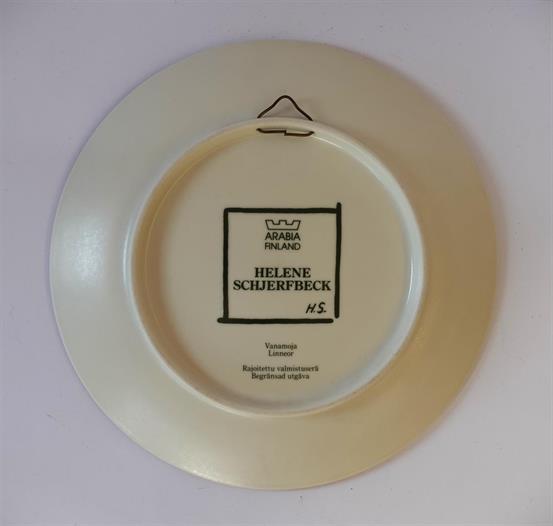 ARABIA
FINLAND
HELENE
SCHJERFBECK
H.S.
Vanamoja
Linneor
Rajoitettu valmistuserä
Begränsad utgåva